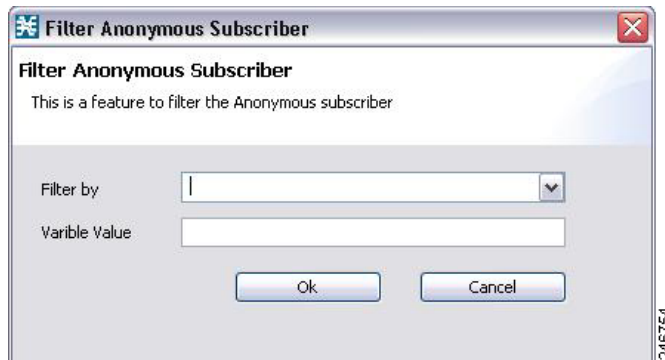 Filter Anonymous Subscriber
Filter Anonymous Subscriber
This is a feature to filter the Anonymous subscriber
Filter by
Varible Value
Ok
Cancel
246754